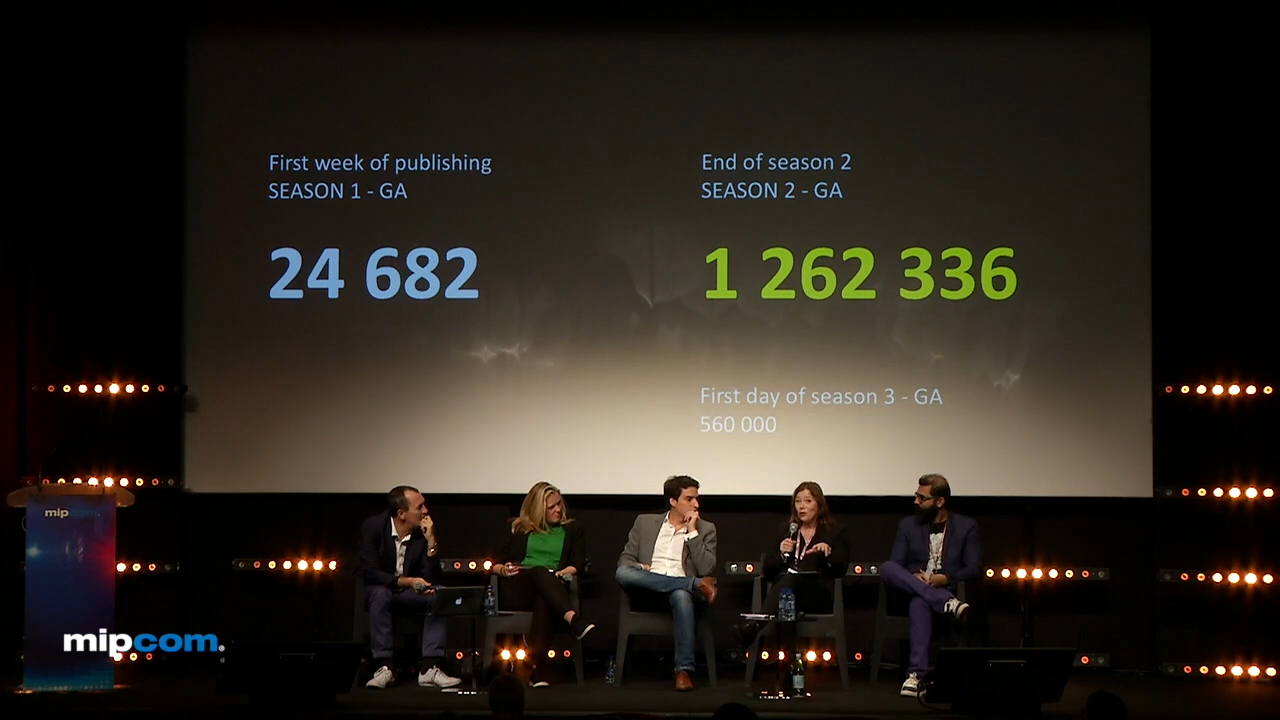 First week of publishing
SEASON 1 - GA
24 682
End of season 2
SEASON 2 - GA
1 262 336
First day of season 3 - GA
560 000
mipcom.
mipcom.